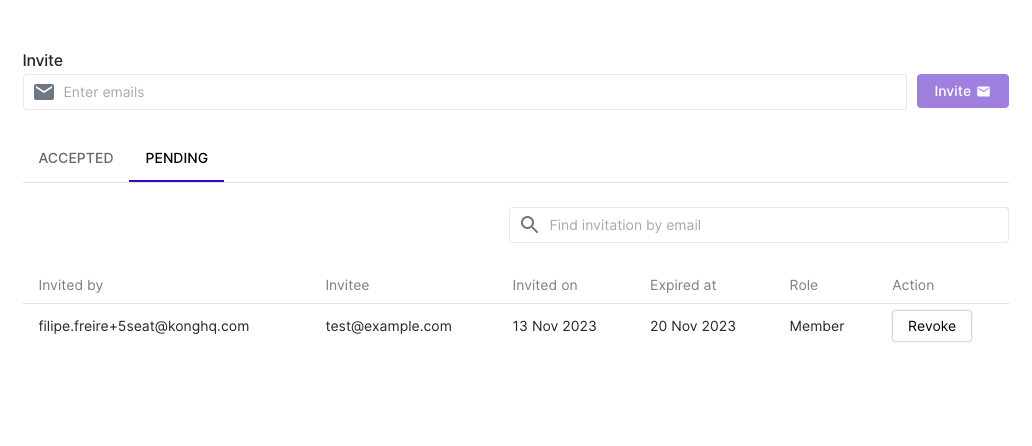 Invite
Enter emails
Invite
ACCEPTED PENDING
Find invitation by email
Invited by Invitee Invited on Expired at Role Action
filipe.freire+5seat@konghq.com test@example.com 13 Nov 2023 20 Nov 2023 Member Revoke